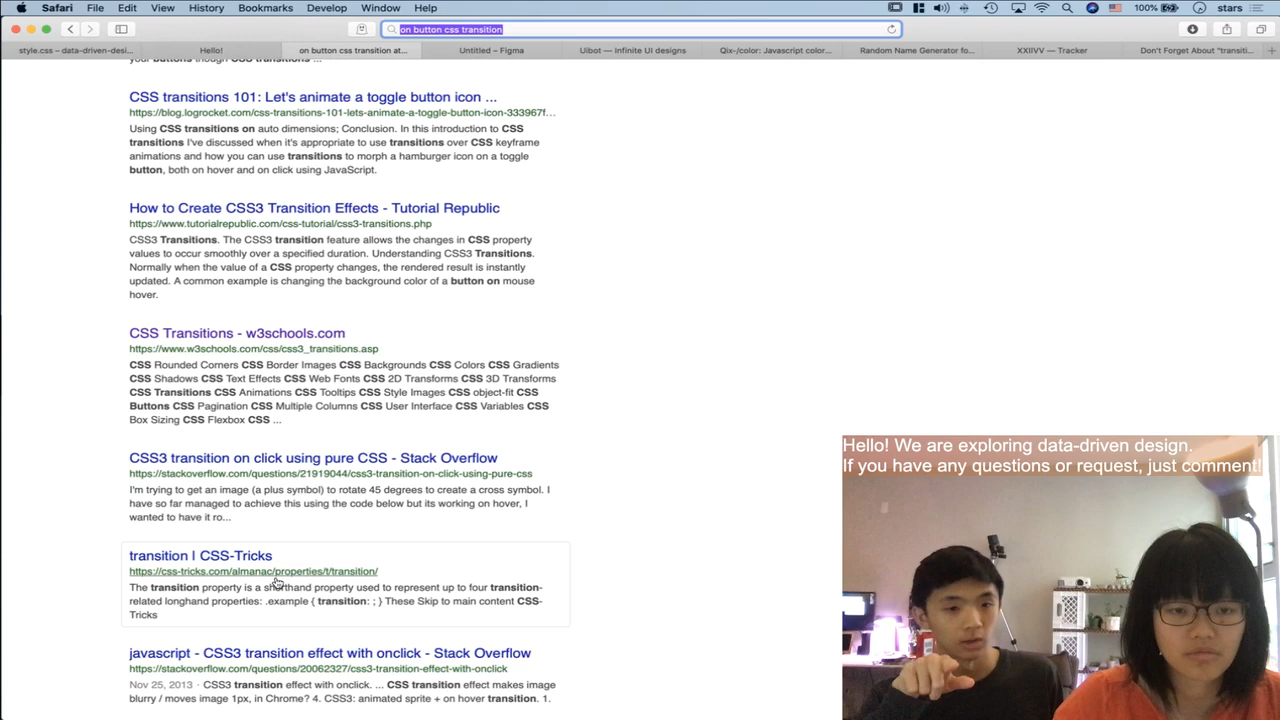 Safari File Edit View History Bookmarks Develop Window Help 100% stars
on button css transition
style.css – data-driven-desi... Hello! on button css transition at... Untitled – Figma Uibot — Infinite UI designs Qix-/color: Javascript color... Random Name Generator fo... XXIIVV — Tracker Don't Forget About "transiti...
your buttons though CSS transitions ...
CSS transitions 101: Let's animate a toggle button icon ...
https://blog.logrocket.com/css-transitions-101-lets-animate-a-toggle-button-icon-333967f...
Using CSS transitions on auto dimensions; Conclusion. In this introduction to CSS
transitions I've discussed when it's appropriate to use transitions over CSS keyframe
animations and how you can use transitions to morph a hamburger icon on a toggle
button, both on hover and on click using JavaScript.
How to Create CSS3 Transition Effects - Tutorial Republic
https://www.tutorialrepublic.com/css-tutorial/css3-transitions.php
CSS3 Transitions. The CSS3 transition feature allows the changes in CSS property
values to occur smoothly over a specified duration. Understanding CSS3 Transitions.
Normally when the value of a CSS property changes, the rendered result is instantly
updated. A common example is changing the background color of a button on mouse
hover.
CSS Transitions - w3schools.com
https://www.w3schools.com/css/css3_transitions.asp
CSS Rounded Corners CSS Border Images CSS Backgrounds CSS Colors CSS Gradients
CSS Shadows CSS Text Effects CSS Web Fonts CSS 2D Transforms CSS 3D Transforms
CSS Transitions CSS Animations CSS Tooltips CSS Style Images CSS object-fit CSS
Buttons CSS Pagination CSS Multiple Columns CSS User Interface CSS Variables CSS
Box Sizing CSS Flexbox CSS ...
CSS3 transition on click using pure CSS - Stack Overflow
https://stackoverflow.com/questions/21919044/css3-transition-on-click-using-pure-css
I'm trying to get an image (a plus symbol) to rotate 45 degrees to create a cross symbol. I
have so far managed to achieve this using the code below but its working on hover, I
wanted to have it ro...
transition | CSS-Tricks
https://css-tricks.com/almanac/properties/t/transition/
The transition property is a shorthand property used to represent up to four transition-
related longhand properties: .example { transition: ; } These Skip to main content CSS-
Tricks
javascript - CSS3 transition effect with onclick - Stack Overflow
https://stackoverflow.com/questions/20062327/css3-transition-effect-with-onclick
Nov 25, 2013 · CSS3 transition effect with onclick. ... CSS transition effect makes image
blurry / moves image 1px, in Chrome? 4. CSS3: animated sprite + on hover transition. 1.
Hello! We are exploring data-driven design.
If you have any questions or request, just comment!